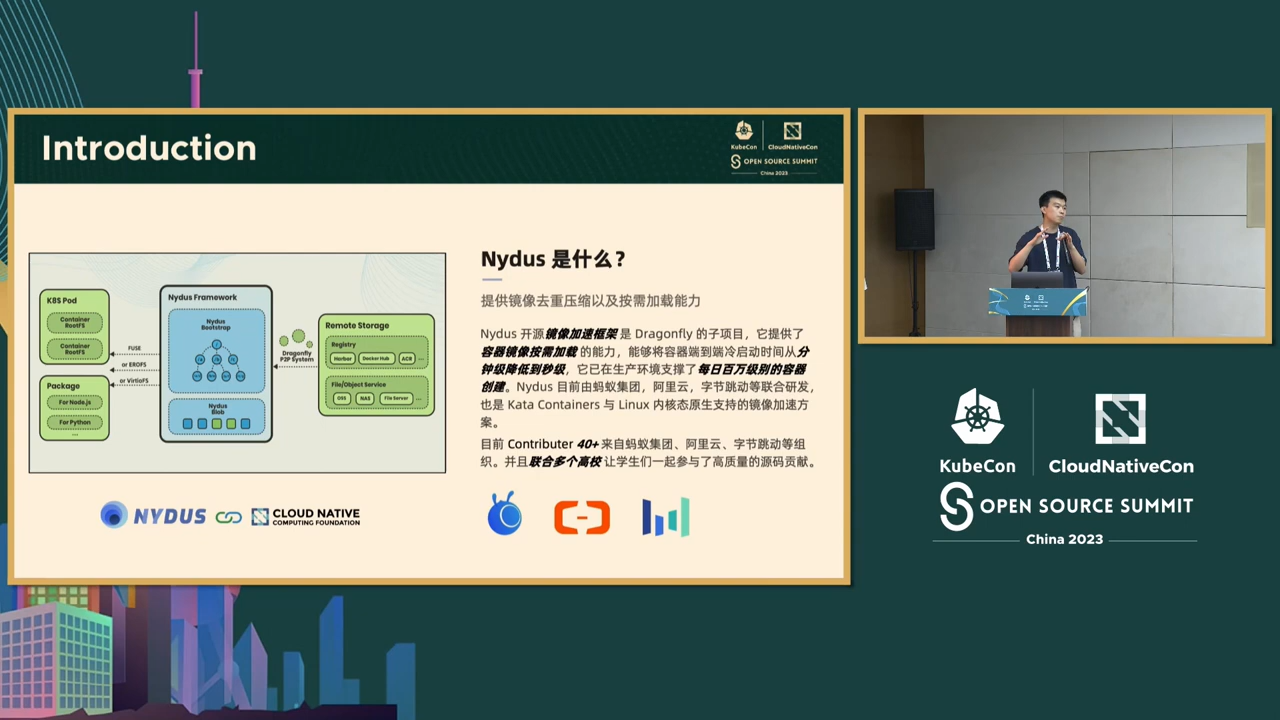 Introduction
KubeCon
CloudNativeCon
OPEN SOURCE SUMMIT
China 2023
K8S Pod
Container
RootFS
Container
RootFS
Package
For Node.js
For Python
...
FUSE
or EROFS
or VirtioFS
Nydus Framework
Nydus
Bootstrap
Nydus
Blob
Dragonfly
P2P System
Remote Storage
Registry
Harbor
Docker Hub
ACR
...
File/Object Service
OSS
NAS
File Server
...
NYDUS
CLOUD NATIVE
COMPUTING FOUNDATION
Nydus 是什么？
提供镜像去重压缩以及按需加载能力
Nydus 开源镜像加速框架是 Dragonfly 的子项目，它提供了
容器镜像按需加载 的能力，能够将容器端到端冷启动时间从分
钟级降低到秒级，它已在生产环境支撑了每日百万级别的容器
创建。Nydus 目前由蚂蚁集团，阿里云，字节跳动等联合研发，
也是 Kata Containers 与 Linux 内核态原生支持的镜像加速方
案。
目前 Contributer 40+ 来自蚂蚁集团、阿里云、字节跳动等组
织。并且联合多个高校 让学生们一起参与了高质量的源码贡献。
KubeCon
CloudNativeCon
OPEN SOURCE SUMMIT
China 2023